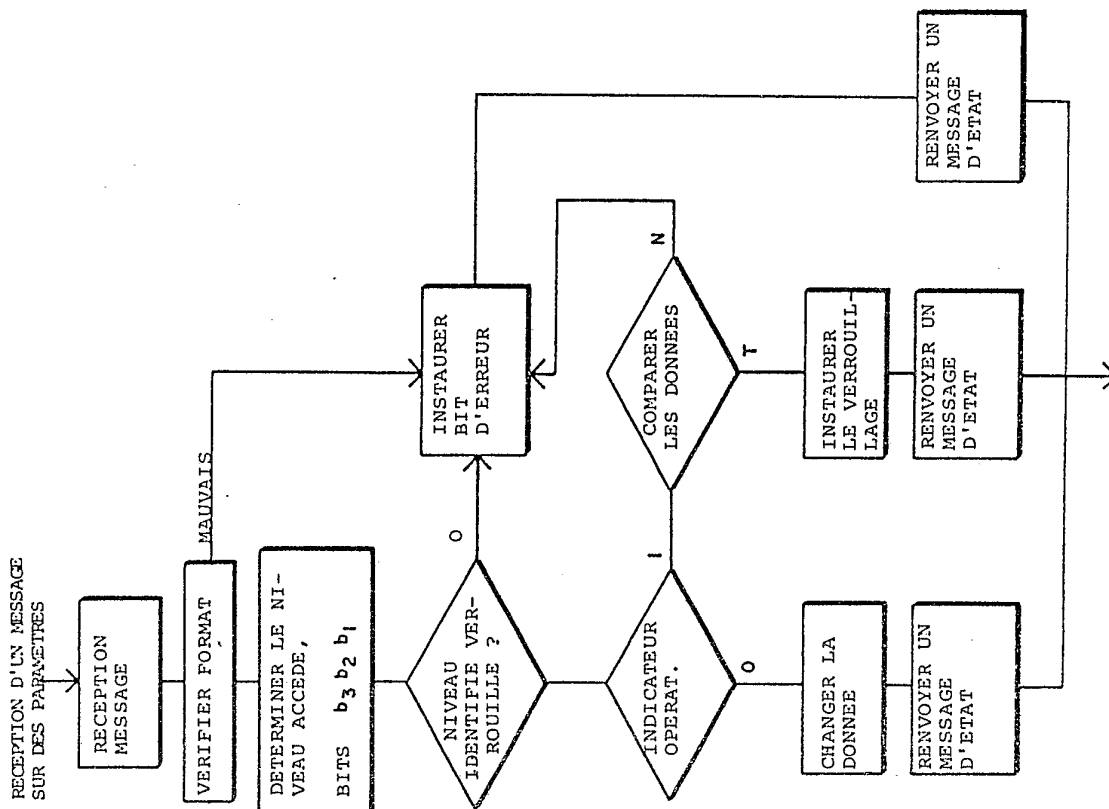 RECEPTION D'UN MESSAGE
SUR DES PARAMETRES
RECEPTION
MESSAGE
VERIFIER FORMAT
MAUVAIS
DETERMINER LE NI-
VEAU ACCEDE,
BITS b3 b2 b1
NIVEAU
IDENTIFIE VER-
ROUILLE ?
O
INSTAURER
BIT
D'ERREUR
INDICATEUR
OPERAT.
I
O
COMPARER
LES DONNEES
N
T
CHANGER LA
DONNEE
INSTAURER
LE VERROUIL-
LAGE
RENVOYER UN
MESSAGE
D'ETAT
RENVOYER UN
MESSAGE
D'ETAT
RENVOYER UN
MESSAGE
D'ETAT